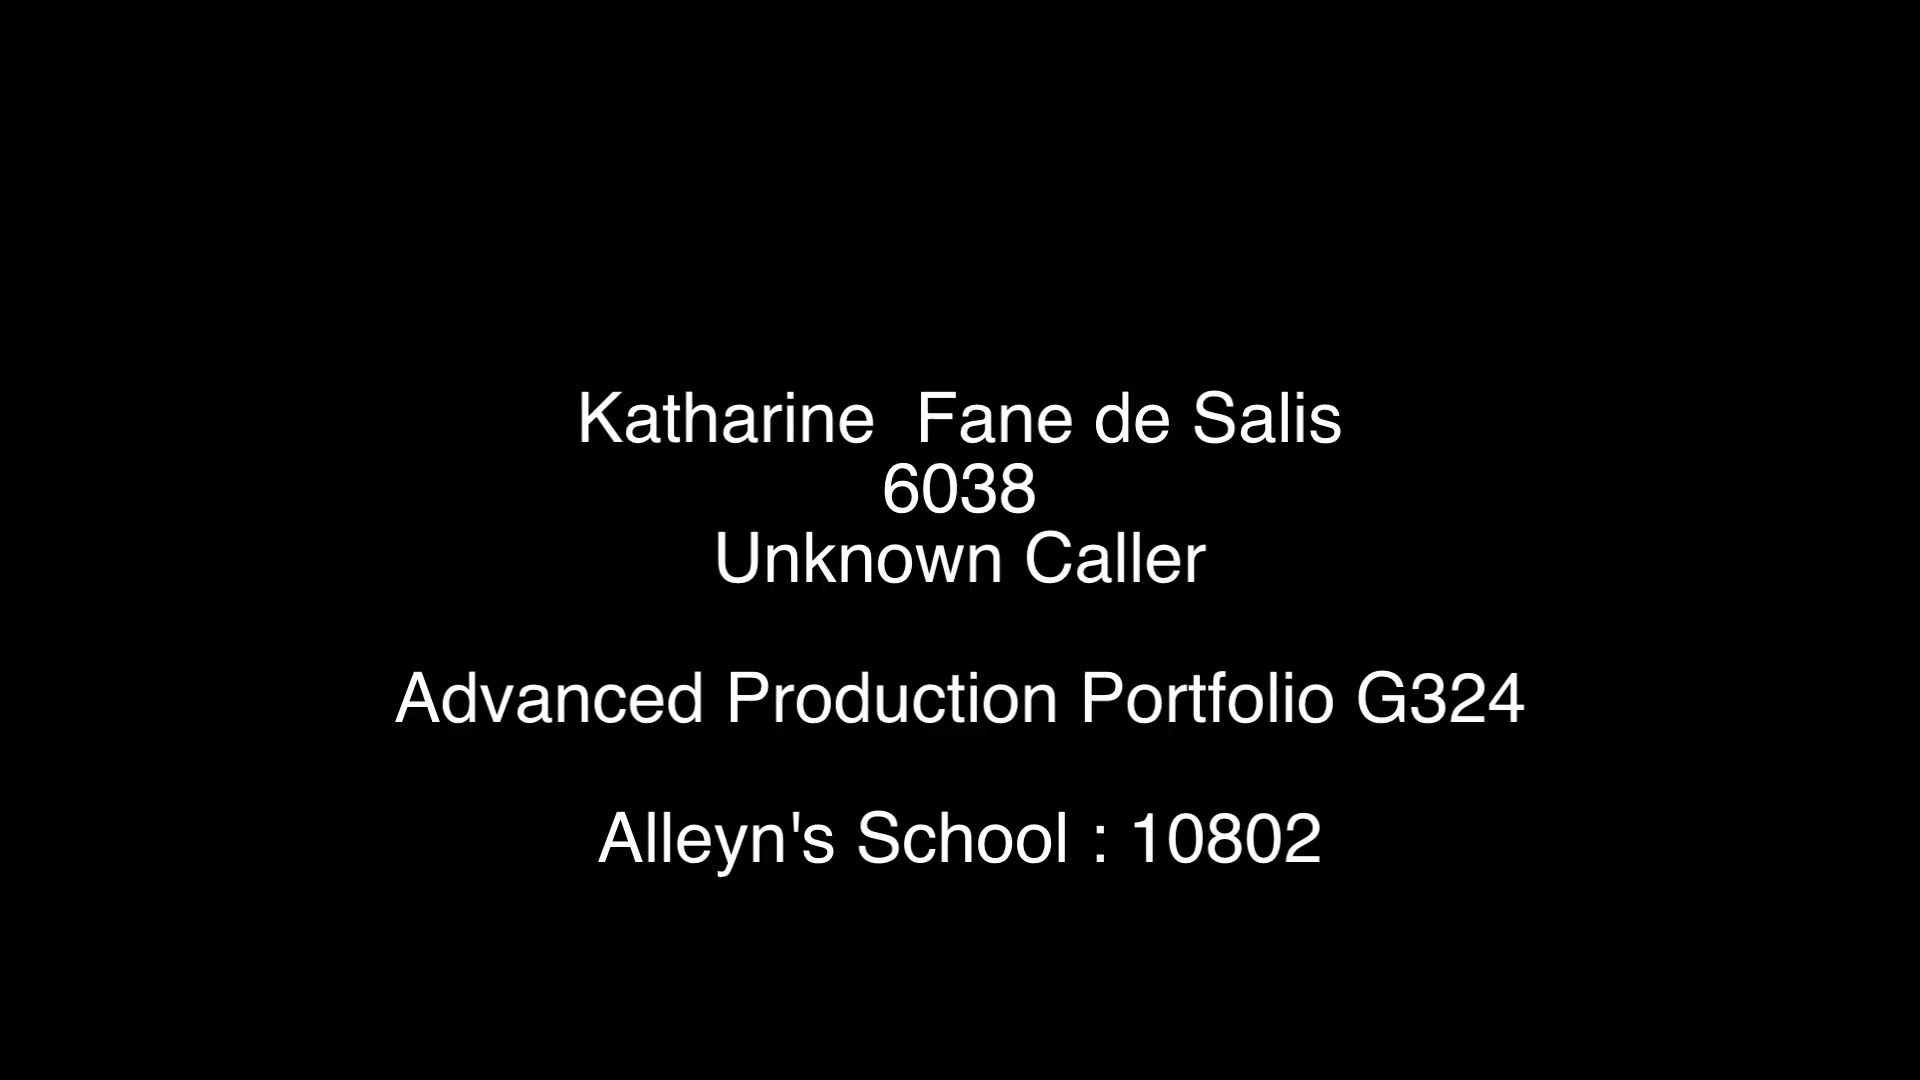 Katharine  Fane de Salis
6038
Unknown Caller
Advanced Production Portfolio G324
Alleyn's School : 10802